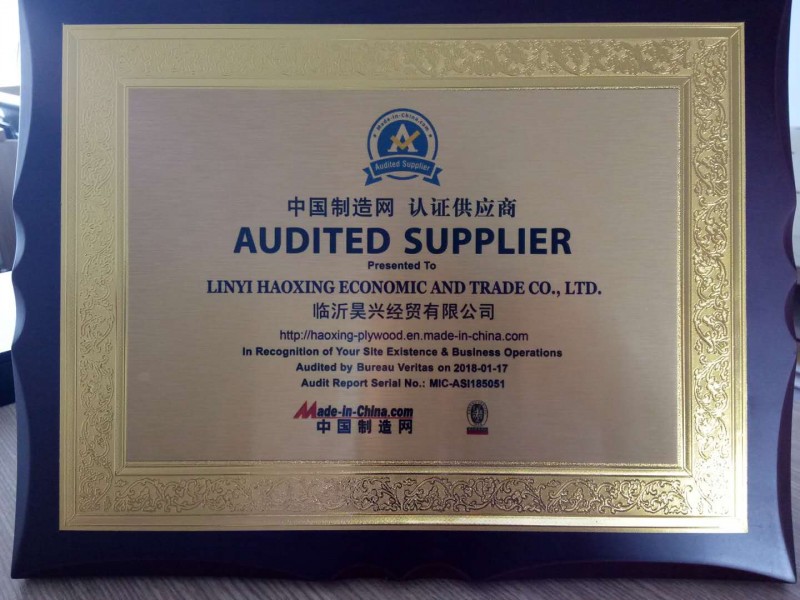 Made-in-China.com
A
Audited Supplier
中国制造网 认证供应商
AUDITED SUPPLIER
Presented To
LINYI HAOXING ECONOMIC AND TRADE CO., LTD.
临沂昊兴经贸有限公司
http://haoxing-plywood.en.made-in-china.com
In Recognition of Your Site Existence & Business Operations
Audited by Bureau Veritas on 2018-01-17
Audit Report Serial No.: MIC-ASI185051
Made-in-China.com
中国制造网